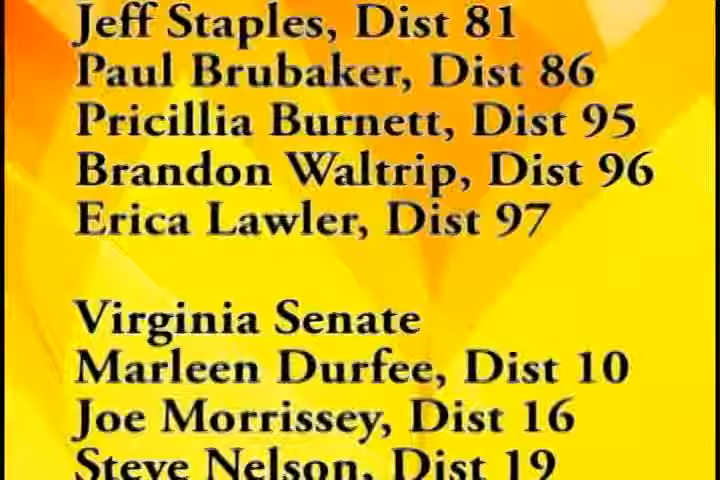 Jeff Staples, Dist 81
Paul Brubaker, Dist 86
Pricillia Burnett, Dist 95
Brandon Waltrip, Dist 96
Erica Lawler, Dist 97
Virginia Senate
Marleen Durfee, Dist 10
Joe Morrissey, Dist 16
Steve Nelson, Dist 19